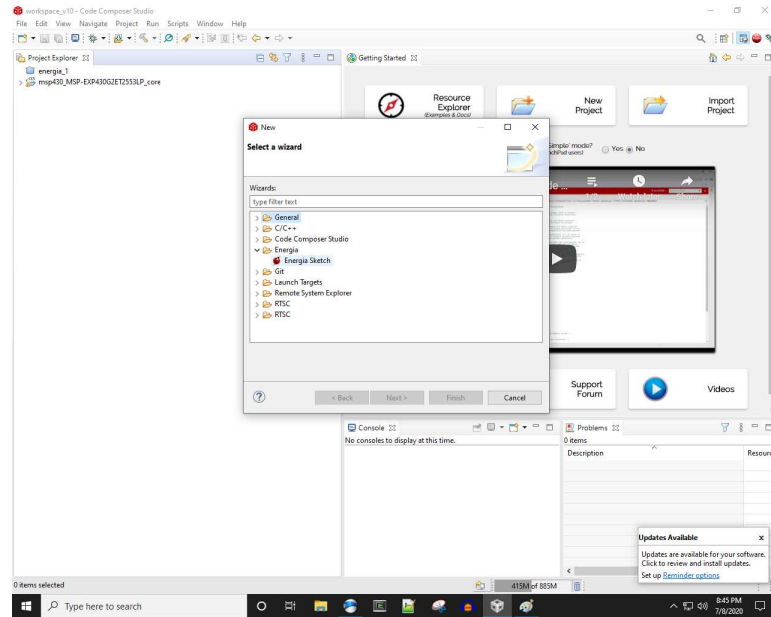 workspace_v10 - Code Composer Studio
File Edit View Navigate Project Run Scripts Window Help
Project Explorer
energia_1
msp430_MSP-EXP430G2ET2553LP_core
Getting Started
Resource
Explorer
(Examples & Docs)
New
Project
Import
Project
New
Select a wizard
Wizards:
type filter text
General
C/C++
Code Composer Studio
Energia
Energia Sketch
Git
Launch Targets
Remote System Explorer
RTSC
RTSC
< Back Next > Finish Cancel
mode? Yes No
users)
Support
Forum
Videos
Console
No consoles to display at this time.
Problems
0 items
Description Resour
Updates Available x
Updates are available for your software.
Click to review and install updates.
Set up Reminder options
0 items selected
415M of 885M
Type here to search
8:45 PM
7/8/2020